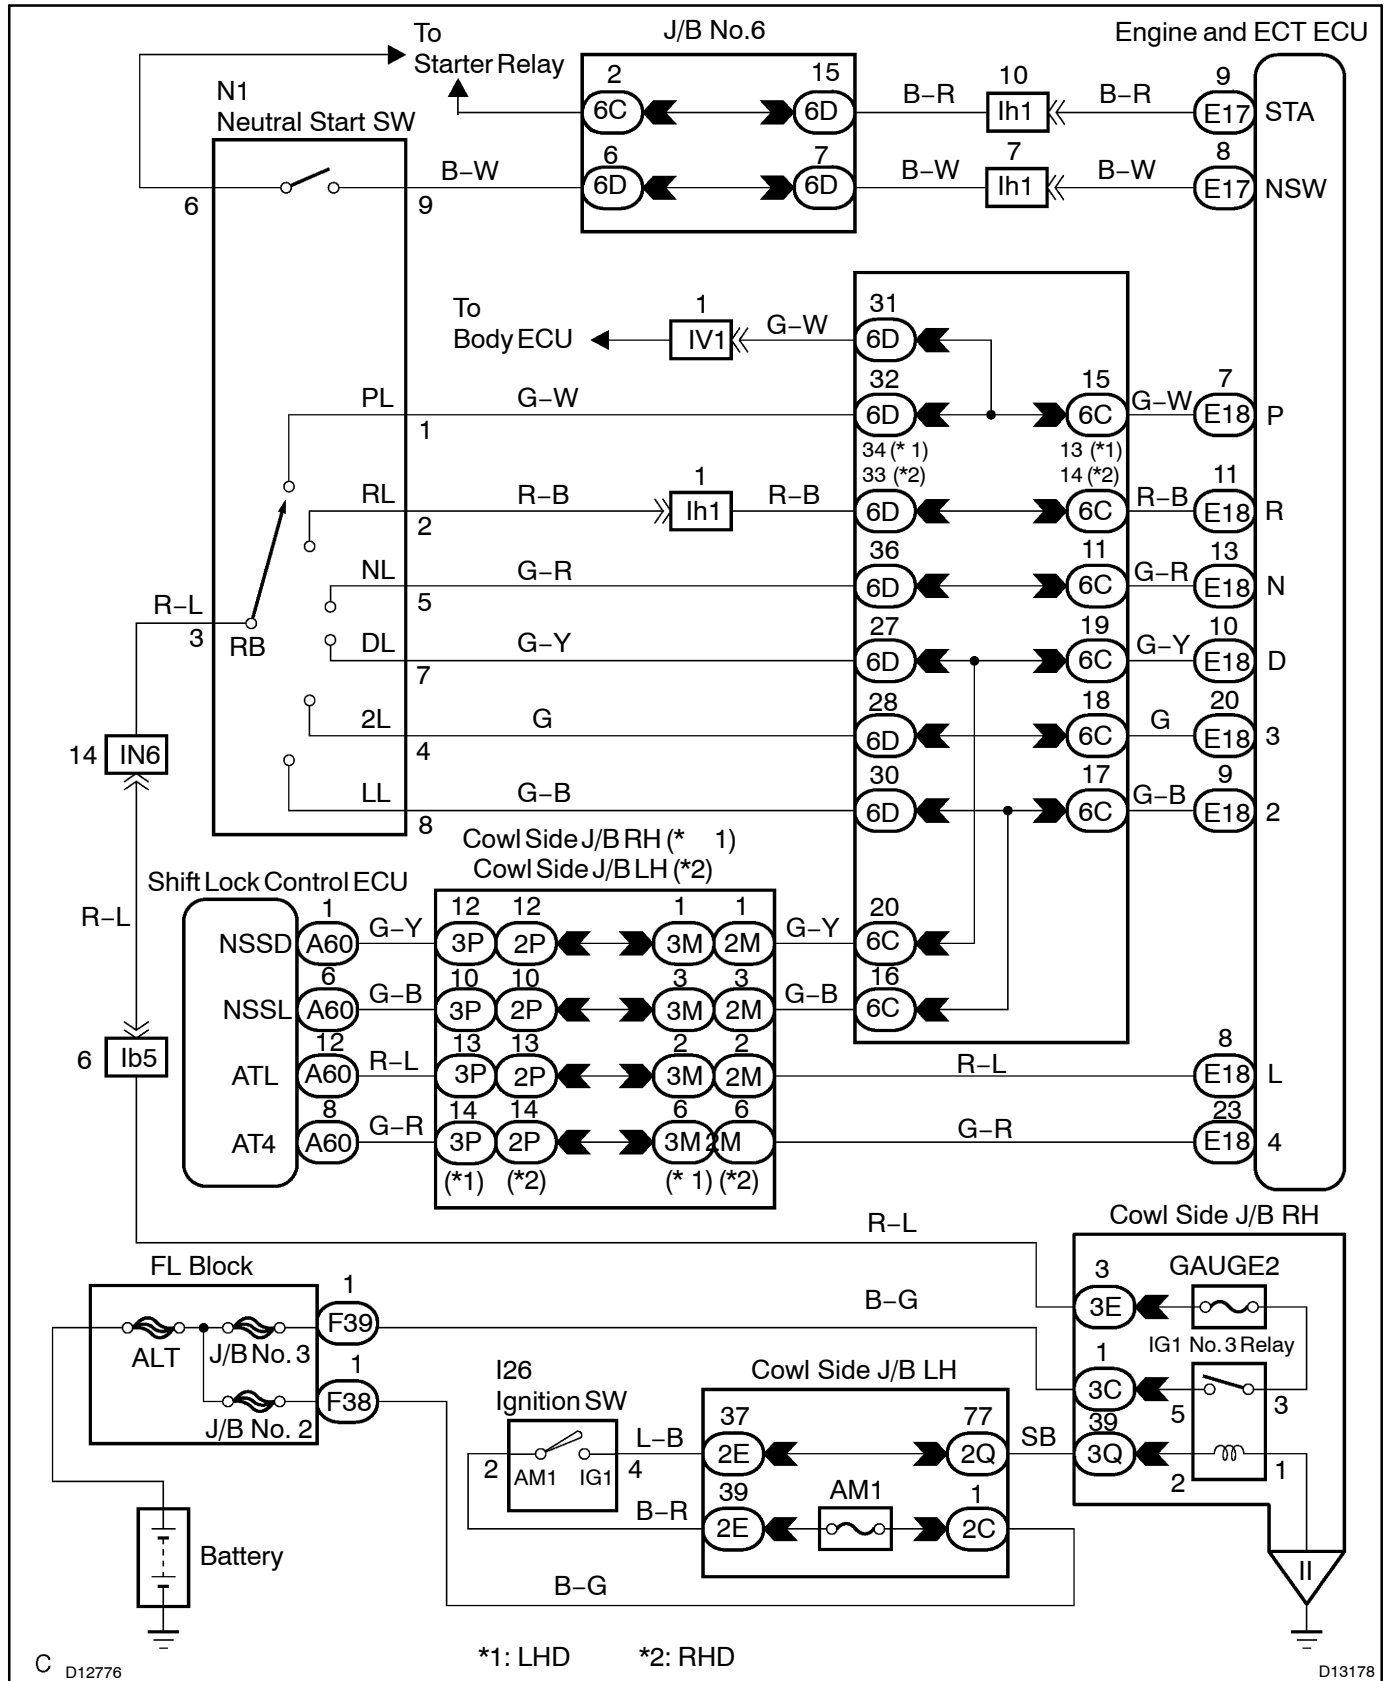 To
Starter Relay
J/B No.6
Engine and ECT ECU
N1
Neutral Start SW
2
15
10
9
6C
6D
B–R
Ih1
B–R
E17
STA
6
7
7
8
B–W
6D
6D
B–W
Ih1
B–W
E17
NSW
6
9
To
Body ECU
1
IV1
G–W
31
6D
PL
1
G–W
32
6D
15
6C
G–W
7
E18
P
34 (* 1)
33 (*2)
13 (*1)
14 (*2)
RL
2
R–B
1
Ih1
R–B
6D
6C
R–B
11
E18
R
NL
5
G–R
36
6D
11
6C
G–R
13
E18
N
R–L
3
RB
DL
7
G–Y
27
6D
19
6C
G–Y
10
E18
D
2L
4
G
28
6D
18
6C
G
20
E18
3
14
IN6
LL
8
G–B
30
6D
17
6C
G–B
9
E18
2
Cowl Side J/B RH (* 1)
Cowl Side J/B LH (*2)
Shift Lock Control ECU
R–L
NSSD
1
A60
G–Y
12
3P
12
2P
1
3M
1
2M
G–Y
20
6C
NSSL
6
A60
G–B
10
3P
10
2P
3
3M
3
2M
G–B
16
6C
6
Ib5
ATL
12
A60
R–L
13
3P
13
2P
2
3M
2
2M
R–L
8
E18
L
AT4
8
A60
G–R
14
3P
14
2P
6
3M
6
2M
G–R
23
E18
4
(*1)
(*2)
(* 1)
(*2)
R–L
Cowl Side J/B RH
FL Block
1
F39
B–G
3
3E
GAUGE2
ALT
J/B No. 3
IG1 No. 3 Relay
1
3C
5
3
1
F38
J/B No. 2
I26
Ignition SW
Cowl Side J/B LH
2
AM1
IG1
4
L–B
37
2E
77
2Q
SB
39
3Q
2
1
B–R
39
2E
AM1
1
2C
Battery
B–G
II
*1: LHD
*2: RHD
C
D12776
D13178